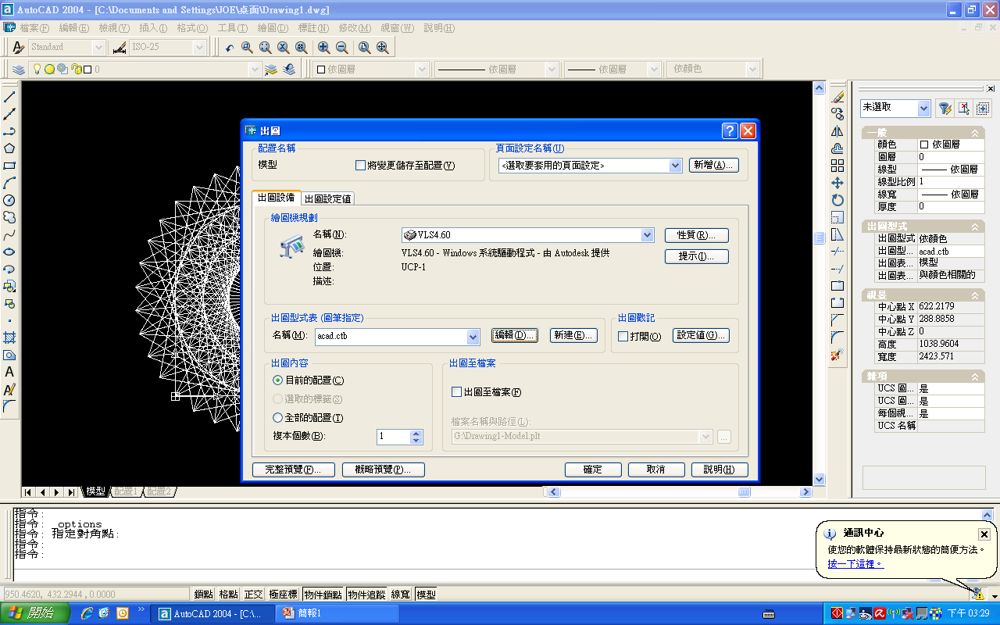 AutoCAD 2004 - [C:\Documents and Settings\JOE\桌面\Drawing1.dwg]
檔案(F) 編輯(E) 檢視(V) 插入(I) 格式(O) 工具(T) 繪圖(D) 標註(N) 修改(M) 視窗(W) 說明(H)
Standard ISO-25
0 依圖層 依圖層 依圖層 依顏色
出圖
配置名稱
模型
將變更儲存至配置(V)
頁面設定名稱(U)
<選取要套用的頁面設定>
新增(A)...
出圖設備
出圖設定值
繪圖機規劃
名稱(N):
VLS4.60
性質(R)...
繪圖機:
VLS4.60 - Windows 系統驅動程式 - 由 Autodesk 提供
提示(I)...
位置:
UCP-1
描述:
出圖型式表 (圖筆指定)
名稱(M):
acad.ctb
編輯(D)...
新建(E)...
出圖戳記
打開(O)
設定值(G)...
出圖內容
目前的配置(C)
選取的標籤(S)
全部的配置(T)
複本個數(B):
1
出圖至檔案
出圖至檔案(F)
檔案名稱與路徑(L):
G:\Drawing1-Model.plt
...
完整預覽(F)...
概略預覽(P)...
確定
取消
說明(H)
未選取
一般
顏色 依圖層
圖層 0
線型 依圖層
線型比例 1
線寬 依圖層
厚度 0
出圖型式
出圖型式 依顏色
出圖型... acad.ctb
出圖表... 模型
出圖表... 與顏色相關的
視景
中心點 X 622.2179
中心點 Y 288.8858
中心點 Z 0
高度 1038.9604
寬度 2423.571
雜項
UCS 圖... 是
UCS 圖... 是
每個視... 是
UCS 名稱
模型 配置1 配置2
指令:
指令: _options
指令: 指定對角點:
指令:
指令:
通訊中心
使您的軟體保持最新狀態的簡便方法。
按一下這裡。
950.4620, 432.2944 , 0.0000
鎖點 格點 正交 極座標 物件鎖點 物件追蹤 線寬 模型
開始
AutoCAD 2004 - [C:\...
簡報1
下午 03:29